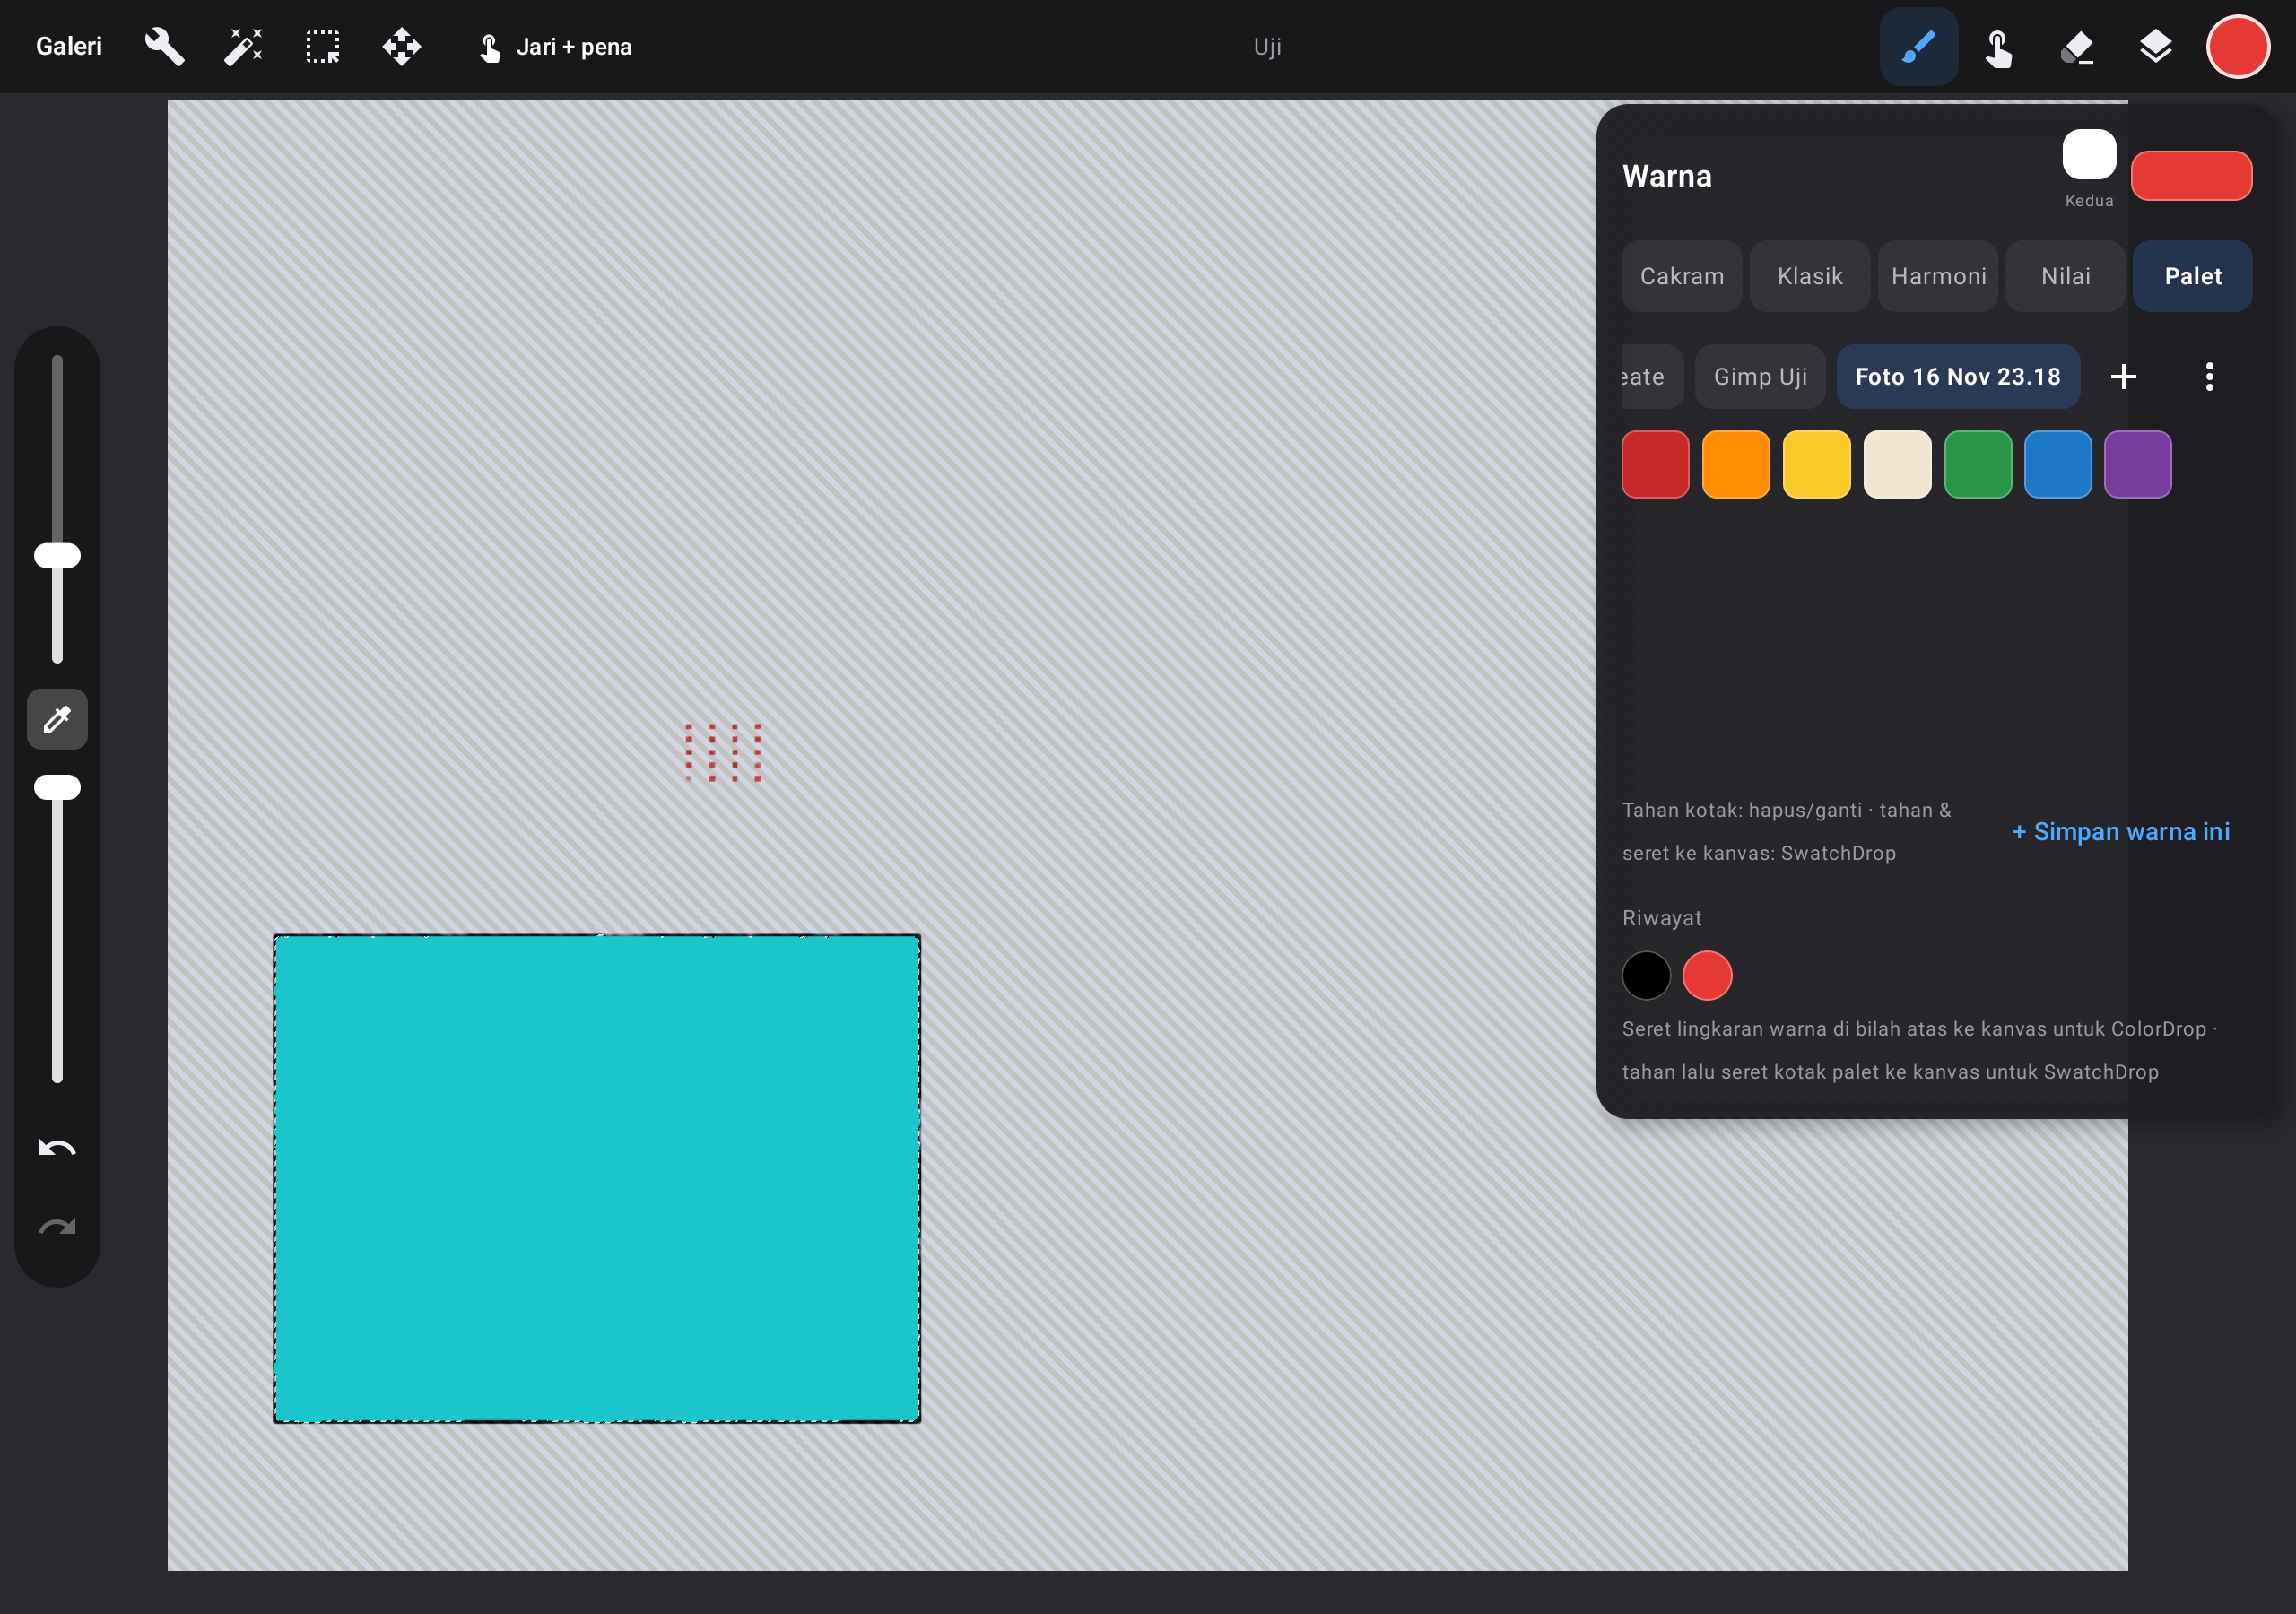 Galeri
Jari + pena
Uji
Warna
Kedua
Cakram
Klasik
Harmoni
Nilai
Palet
eate
Gimp Uji
Foto 16 Nov 23.18
Tahan kotak: hapus/ganti · tahan &
seret ke kanvas: SwatchDrop
+ Simpan warna ini
Riwayat
Seret lingkaran warna di bilah atas ke kanvas untuk ColorDrop ·
tahan lalu seret kotak palet ke kanvas untuk SwatchDrop